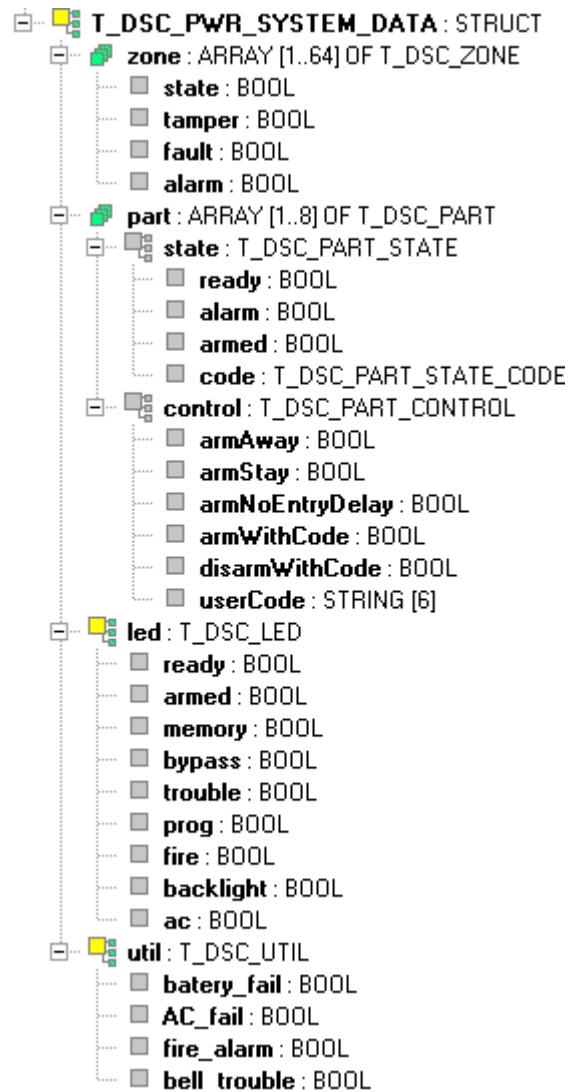 T_DSC_PWR_SYSTEM_DATA : STRUCT
zone : ARRAY [1..64] OF T_DSC_ZONE
state : BOOL
tamper : BOOL
fault : BOOL
alarm : BOOL
part : ARRAY [1..8] OF T_DSC_PART
state : T_DSC_PART_STATE
ready : BOOL
alarm : BOOL
armed : BOOL
code : T_DSC_PART_STATE_CODE
control : T_DSC_PART_CONTROL
armAway : BOOL
armStay : BOOL
armNoEntryDelay : BOOL
armWithCode : BOOL
disarmWithCode : BOOL
userCode : STRING [6]
led : T_DSC_LED
ready : BOOL
armed : BOOL
memory : BOOL
bypass : BOOL
trouble : BOOL
prog : BOOL
fire : BOOL
backlight : BOOL
ac : BOOL
util : T_DSC_UTIL
batery_fail : BOOL
AC_fail : BOOL
fire_alarm : BOOL
bell_trouble : BOOL